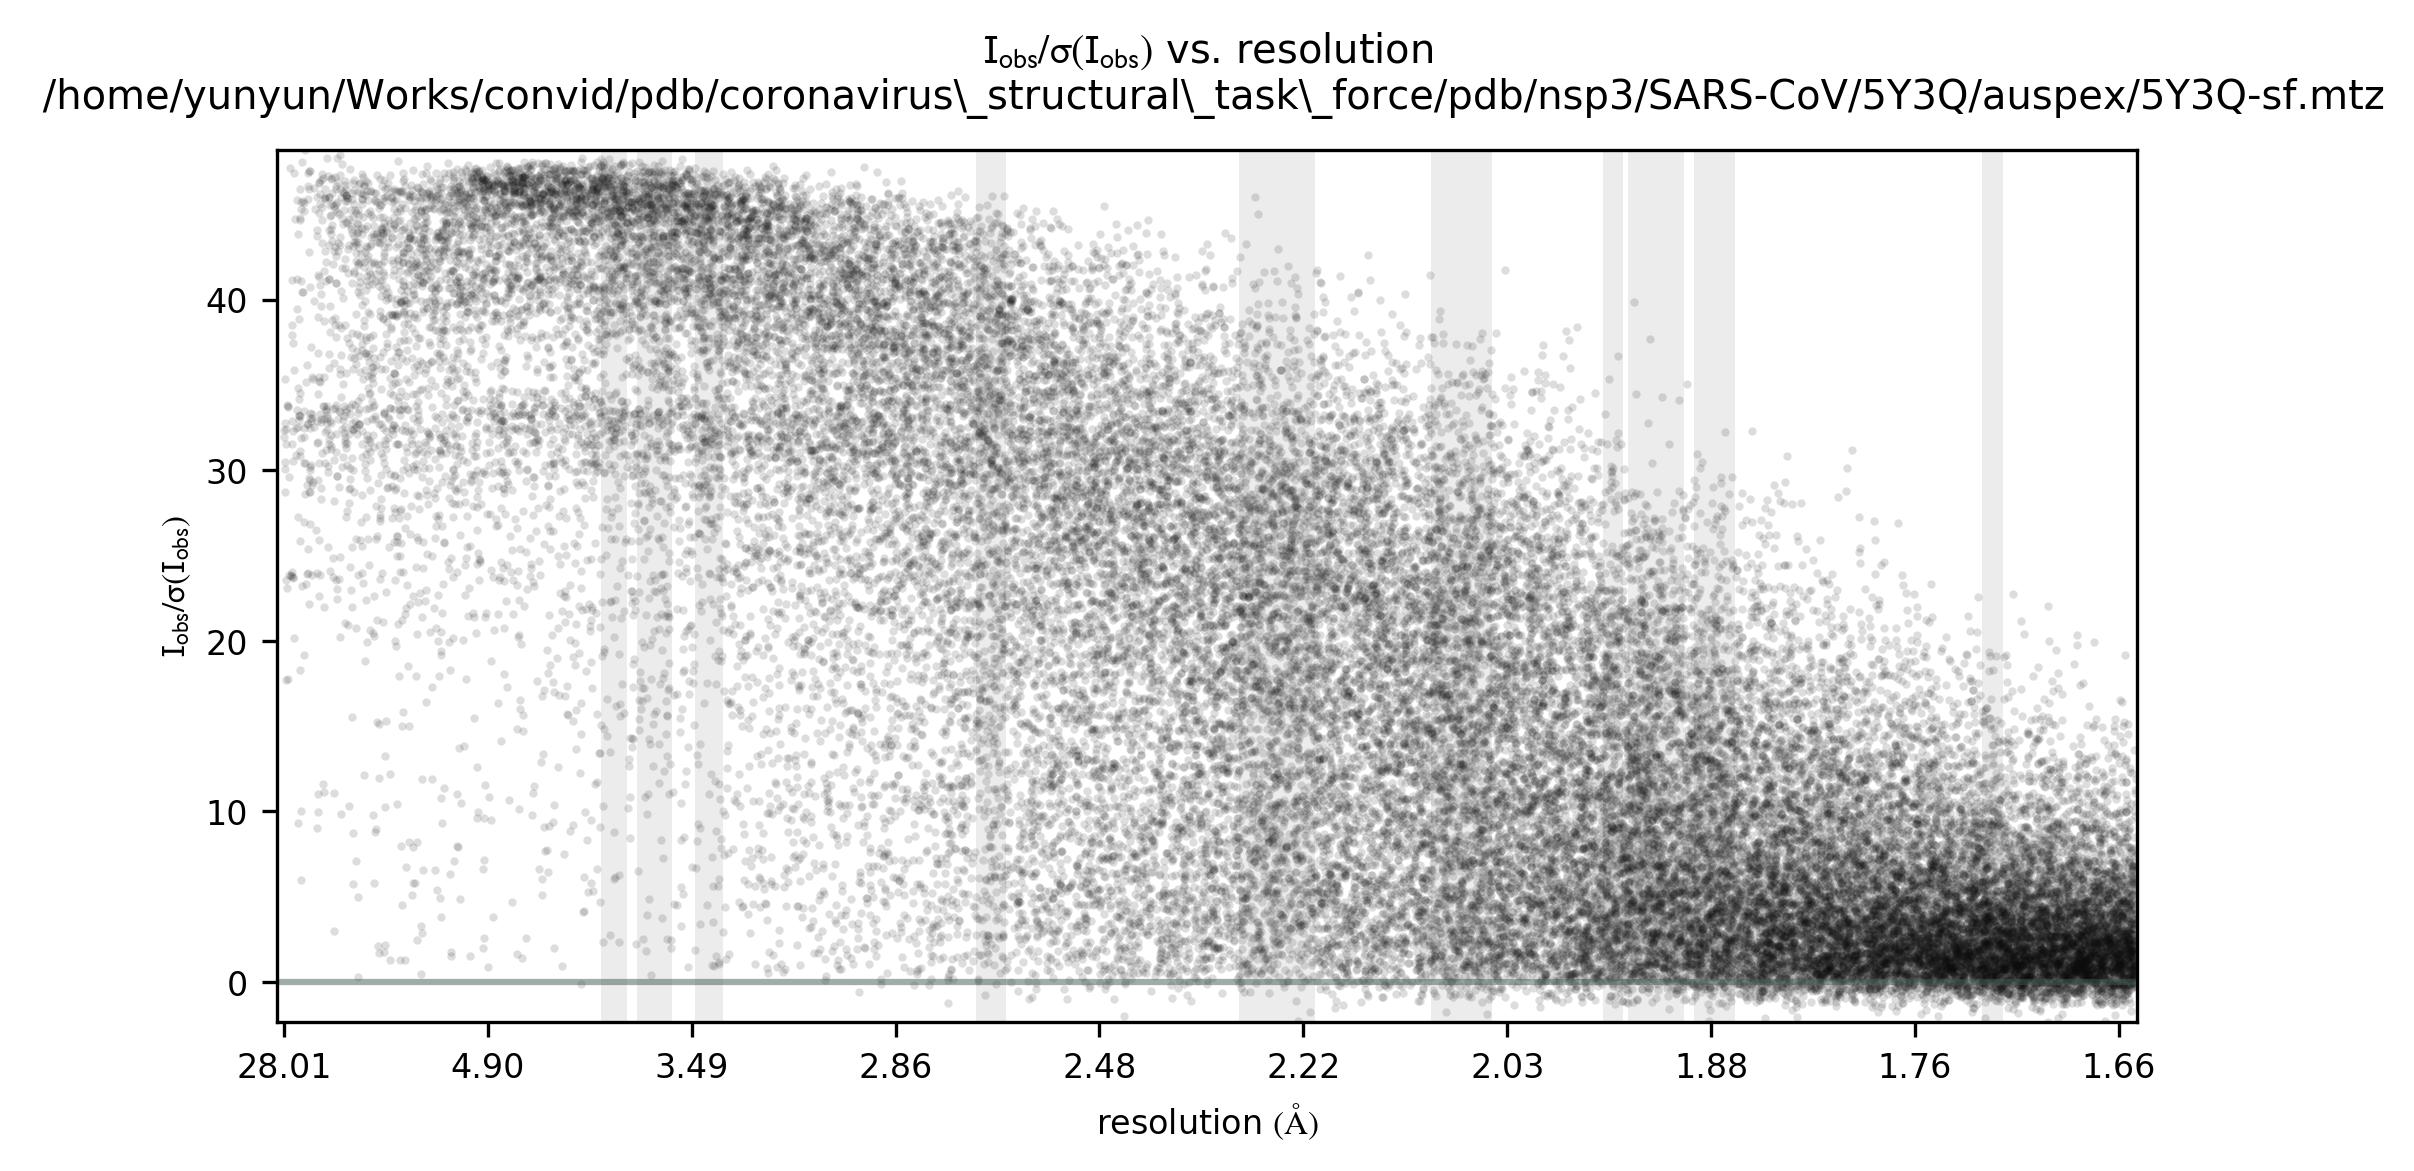 Iobs/σ(Iobs) vs. resolution
/home/yunyun/Works/convid/pdb/coronavirus\_structural\_task\_force/pdb/nsp3/SARS-CoV/5Y3Q/auspex/5Y3Q-sf.mtz
Iobs/σ(Iobs)
40
30
20
10
0
28.01 4.90 3.49 2.86 2.48 2.22 2.03 1.88 1.76 1.66
resolution (Å)